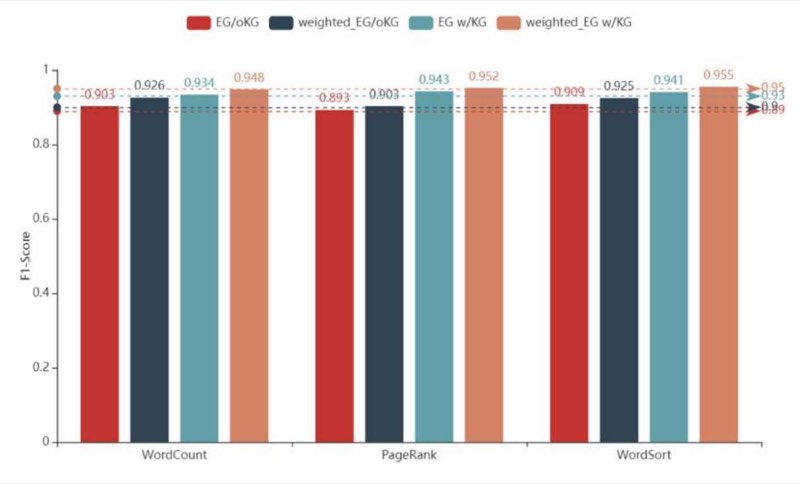 EG/oKG weighted_EG/oKG EG w/KG weighted_EG w/KG
F1-Score
1
0.8
0.6
0.4
0.2
0
0.903 0.926 0.934 0.948
0.893 0.903 0.943 0.952
0.909 0.925 0.941 0.955
0.95
0.93
0.9
0.89
WordCount PageRank WordSort